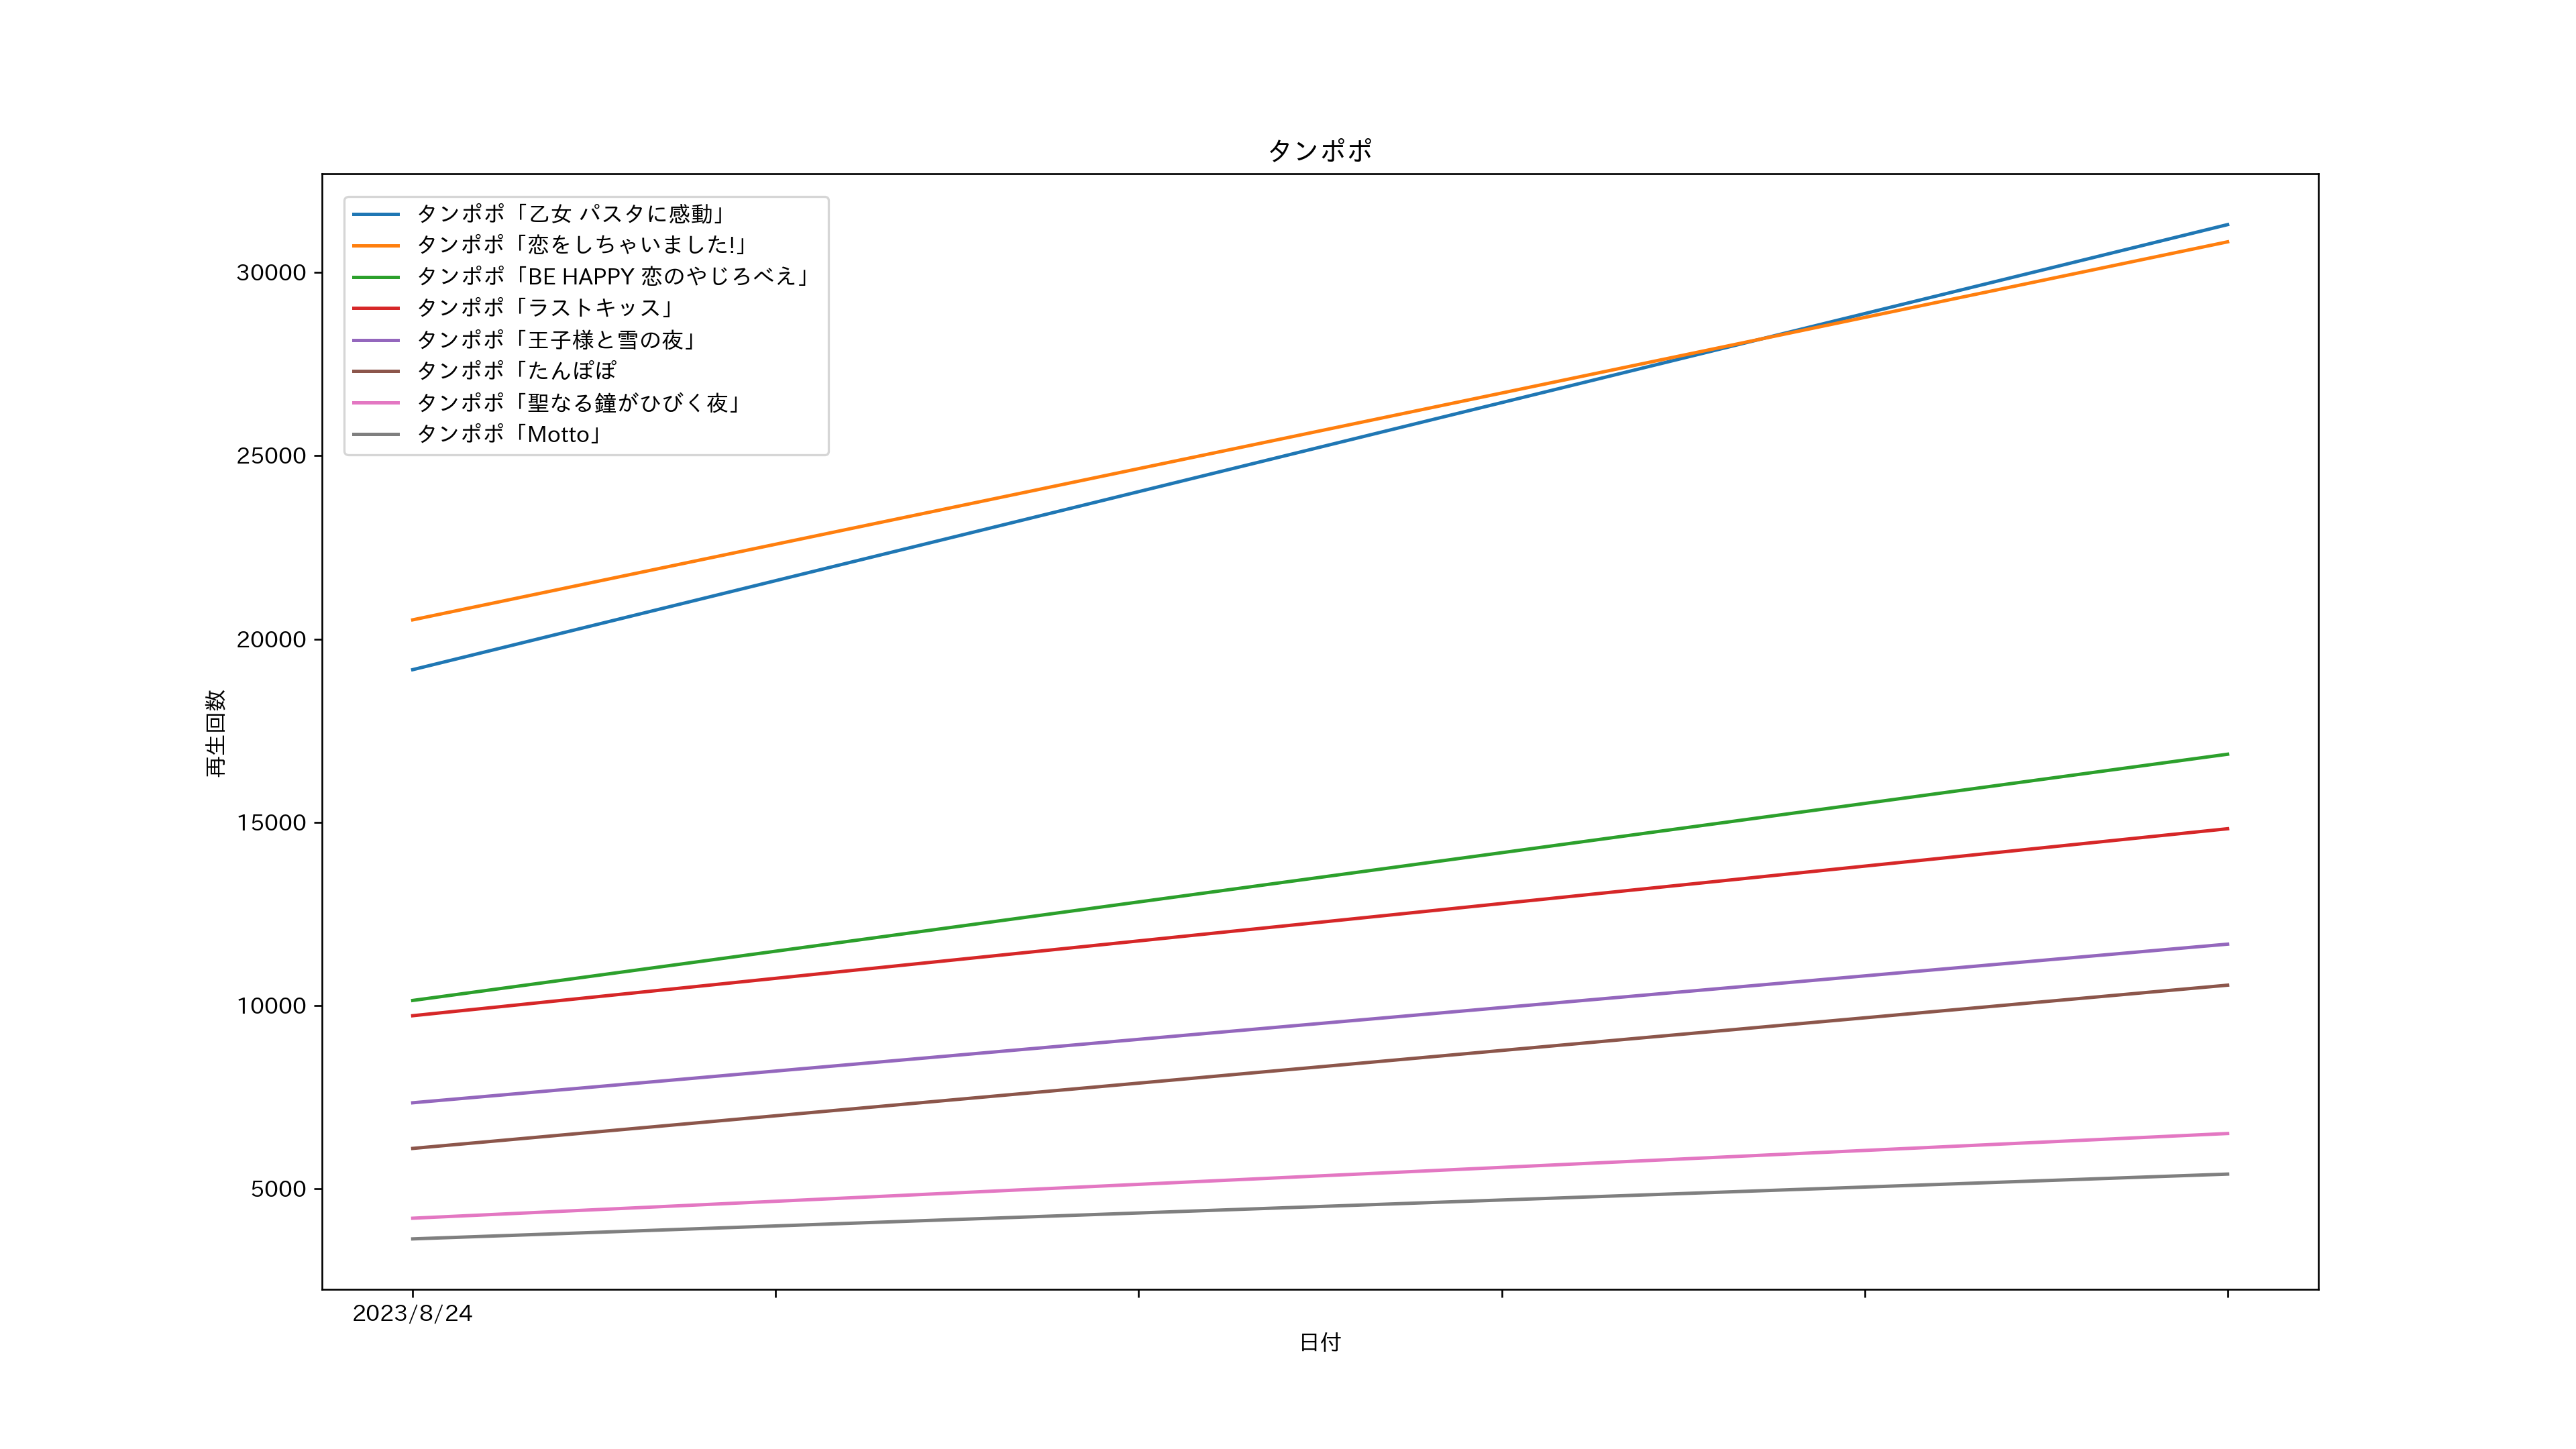 タンポポ
タンポポ「乙女 パスタに感動」
タンポポ「恋をしちゃいました!」
タンポポ「BE HAPPY 恋のやじろべえ」
タンポポ「ラストキッス」
タンポポ「王子様と雪の夜」
タンポポ「たんぽぽ
タンポポ「聖なる鐘がひびく夜」
タンポポ「Motto」
30000
25000
20000
15000
10000
5000
再生回数
2023/8/24
日付